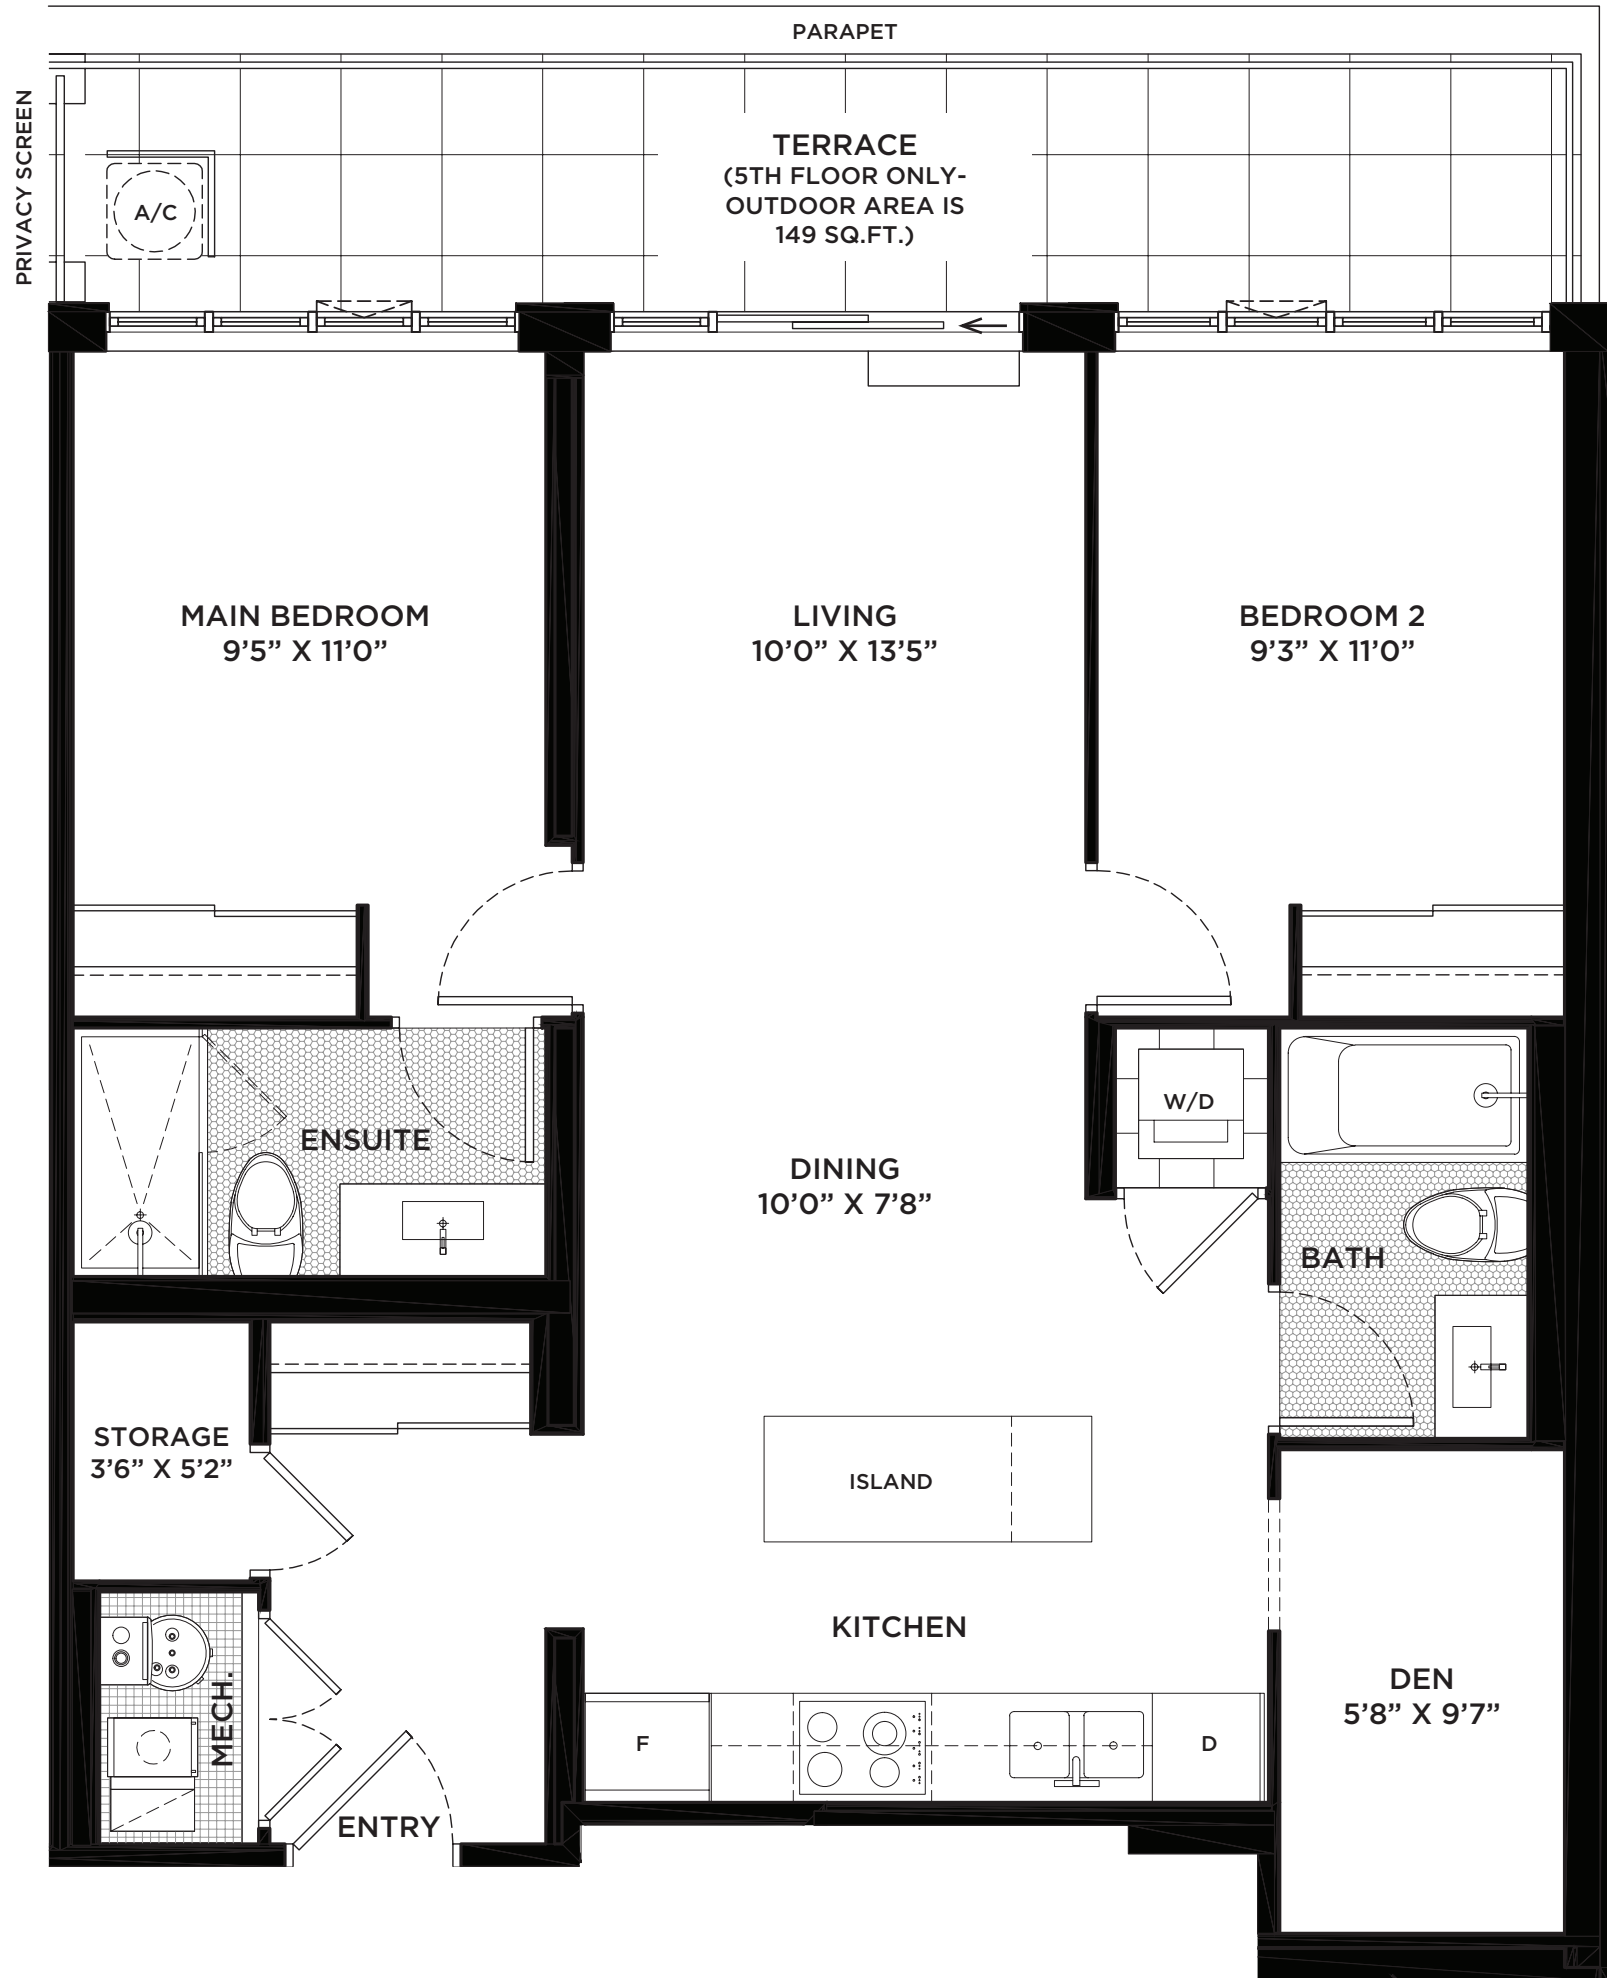 PARAPET
PRIVACY SCREEN
TERRACE
(5TH FLOOR ONLY-
OUTDOOR AREA IS
149 SQ.FT.)
A/C
MAIN BEDROOM
9’5” X 11’0”
LIVING
10’0” X 13’5”
BEDROOM 2
9’3” X 11’0”
W/D
ENSUITE
DINING
10’0” X 7’8”
BATH
STORAGE
3’6” X 5’2”
ISLAND
KITCHEN
MECH.
DEN
5’8” X 9’7”
F
D
ENTRY